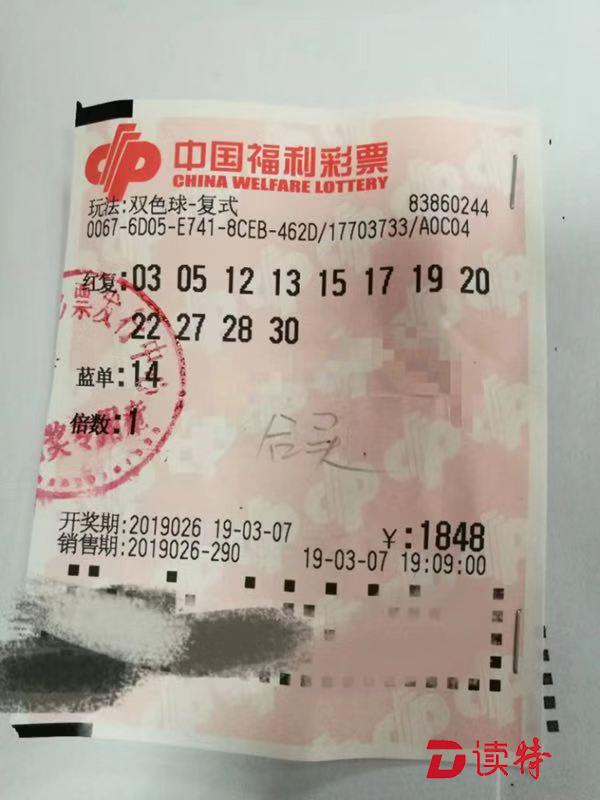 中国福利彩票
CHINA WELFARE LOTTERY
玩法:双色球-复式 83860244
0067-6D05-E741-8CEB-462D/17703733/A0C04
红复:03 05 12 13 15 17 19 20
22 27 28 30
蓝单:14
倍数:1
合买
开奖期:2019026 19-03-07 ¥:1848
销售期:2019026-290 19-03-07 19:09:00
读特